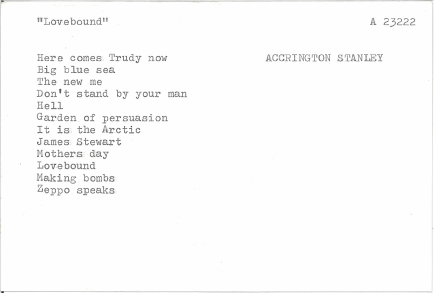 "Lovebound" A 23222
Here comes Trudy now ACCRINGTON STANLEY
Big blue sea
The new me
Don't stand by your man
Hell
Garden of persuasion
It is the Arctic
James Stewart
Mothers day
Lovebound
Making bombs
Zeppo speaks